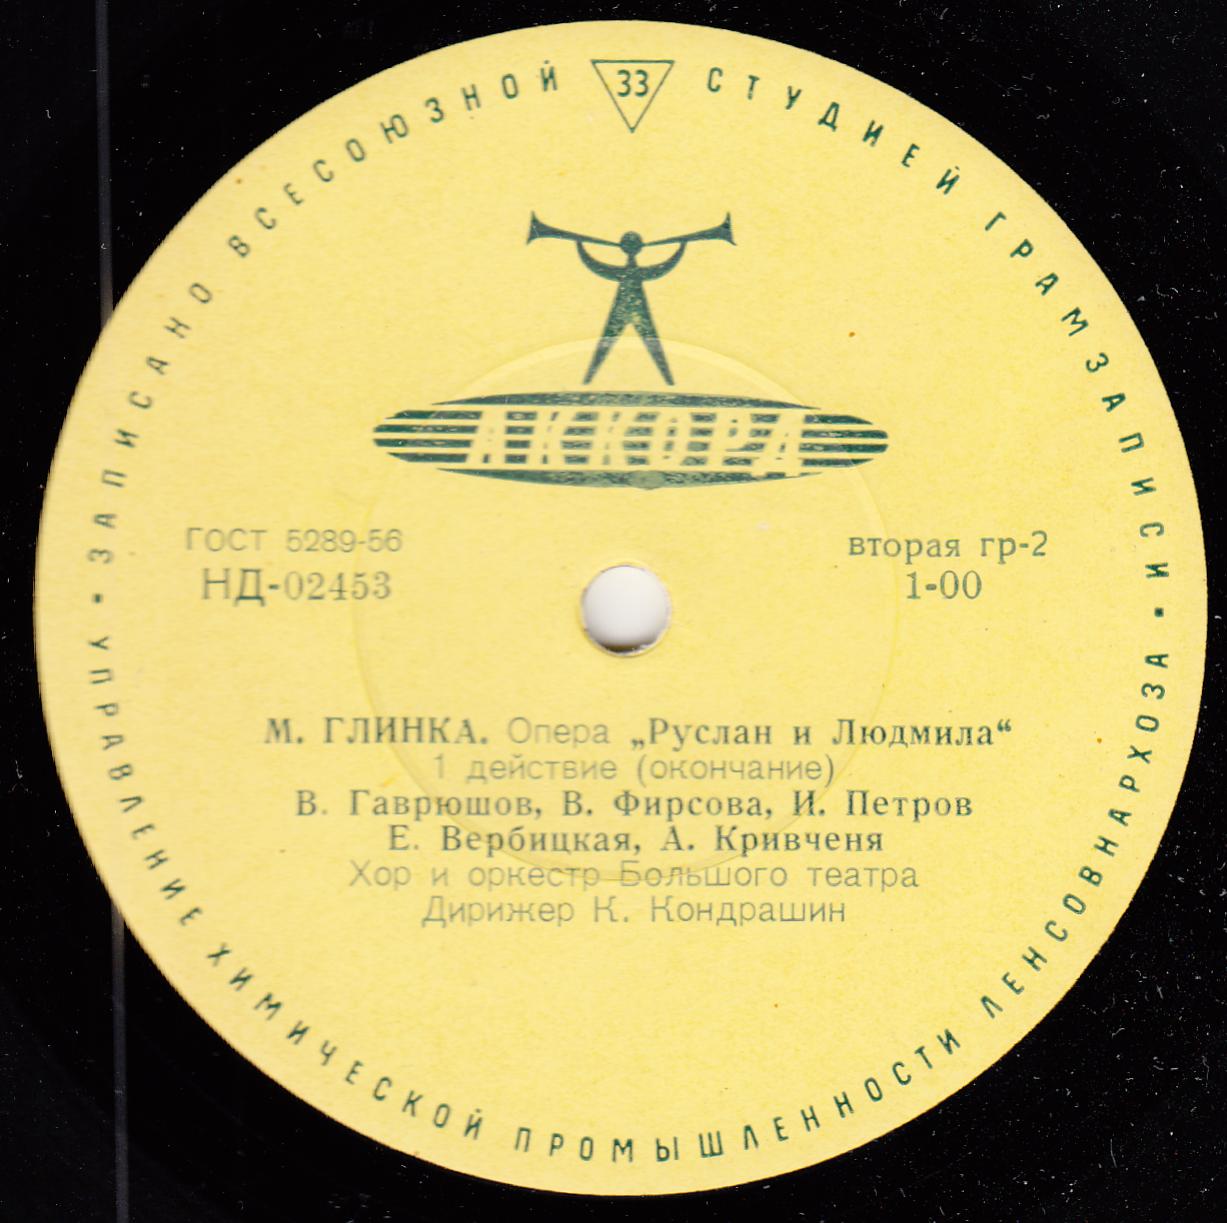 ЗАПИСАНО ВСЕСОЮЗНОЙ СТУДИЕЙ ГРАМЗАПИСИ
33
АККОРД
ГОСТ 5289-56
НД-02453
вторая гр-2
1-00
М. ГЛИНКА. Опера „Руслан и Людмила“
1 действие (окончание)
В. Гаврюшов, В. Фирсова, И. Петров
Е. Вербицкая, А. Кривченя
Хор и оркестр Большого театра
Дирижер К. Кондрашин
• УПРАВЛЕНИЕ ХИМИЧЕСКОЙ ПРОМЫШЛЕННОСТИ ЛЕНСОВНАРХОЗА •